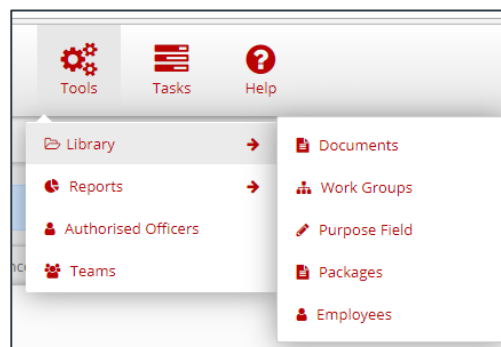 Tools Tasks Help
Library Documents
Reports Work Groups
Authorised Officers Purpose Field
Teams Packages
Employees